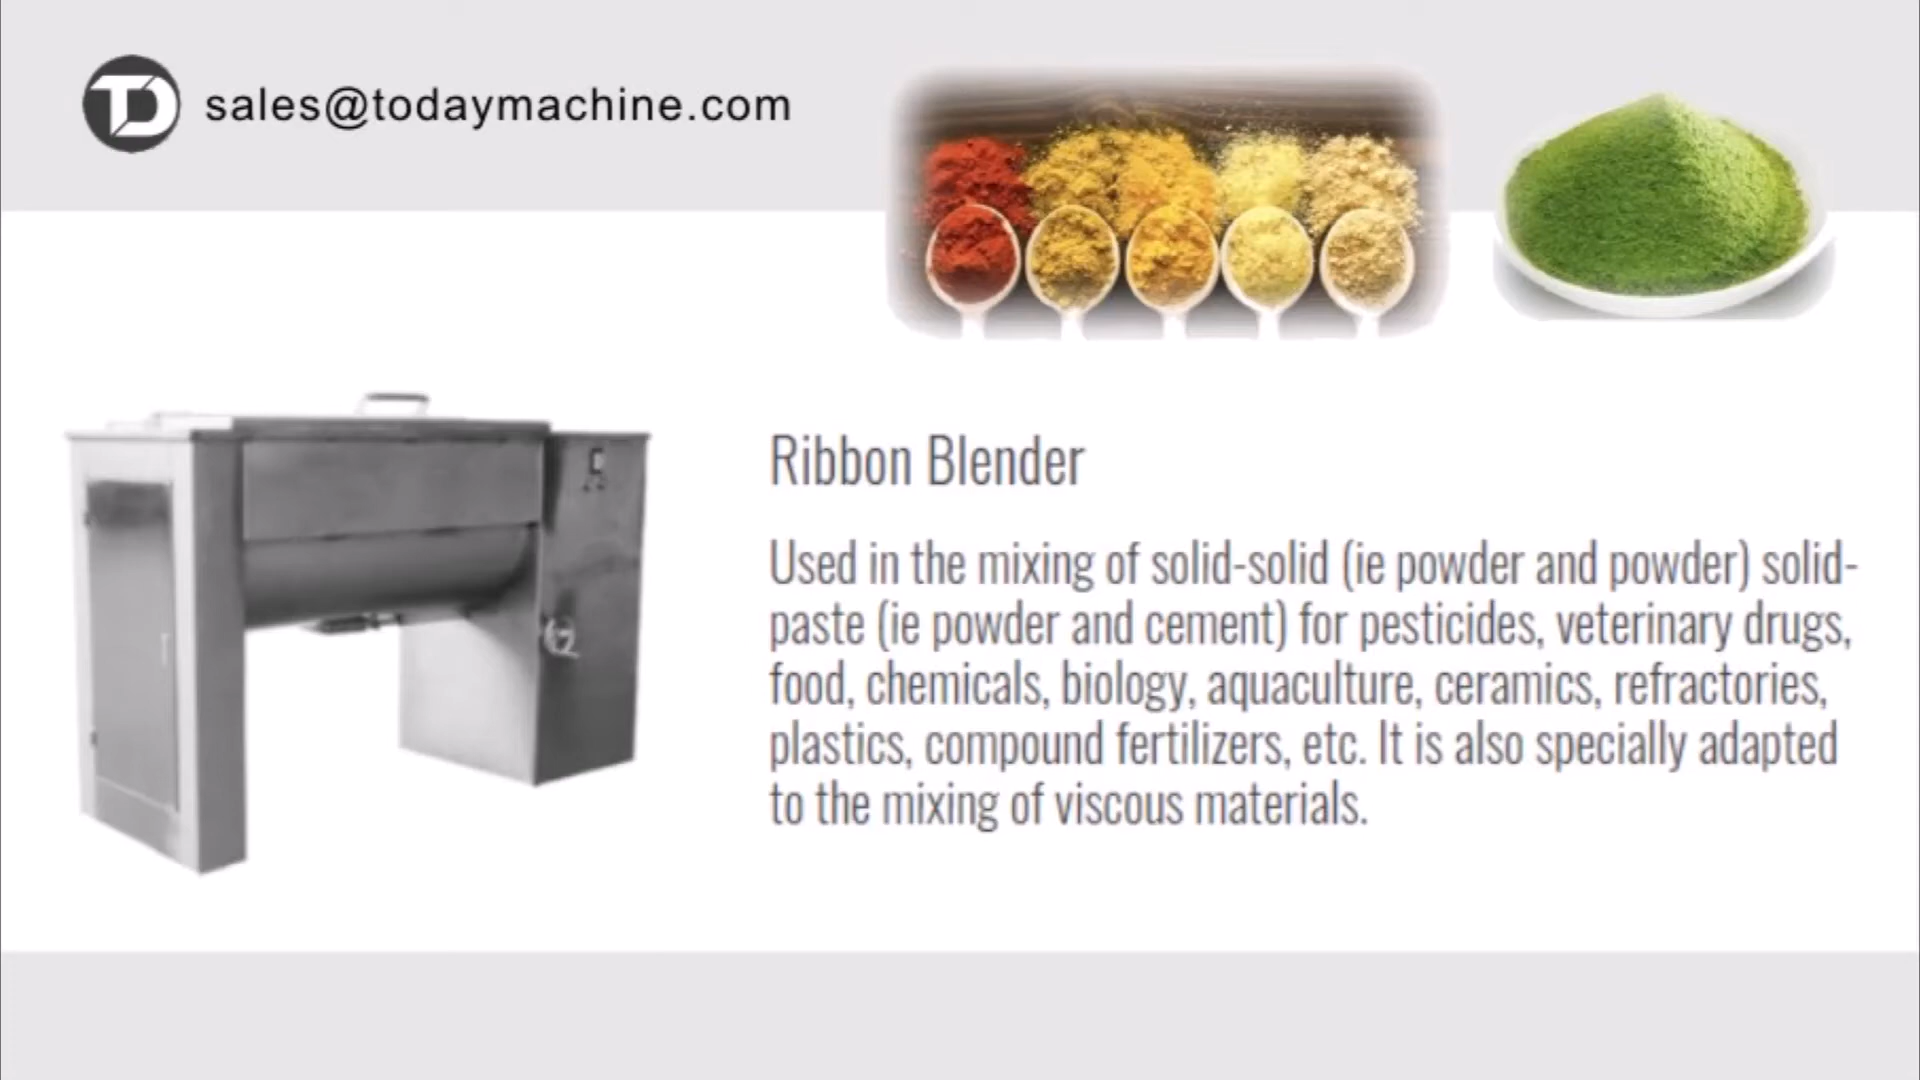 TD
sales@todaymachine.com
Ribbon Blender
Used in the mixing of solid-solid (ie powder and powder) solid-
paste (ie powder and cement) for pesticides, veterinary drugs,
food, chemicals, biology, aquaculture, ceramics, refractories,
plastics, compound fertilizers, etc. It is also specially adapted
to the mixing of viscous materials.